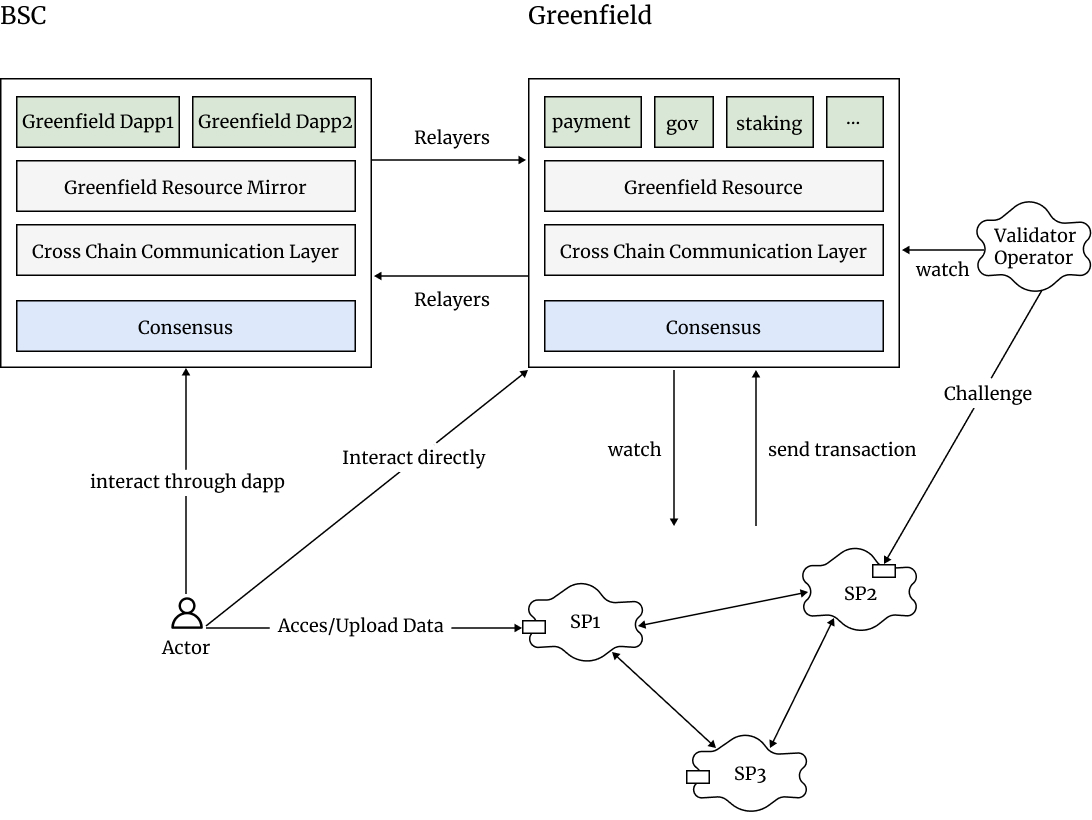 BSC
Greenfield
Greenfield Dapp1
Greenfield Dapp2
Greenfield Resource Mirror
Cross Chain Communication Layer
Consensus
Relayers
Relayers
payment
gov
staking
...
Greenfield Resource
Cross Chain Communication Layer
Consensus
Validator
Operator
watch
Challenge
interact through dapp
Interact directly
watch
send transaction
Actor
Acces/Upload Data
SP1
SP2
SP3